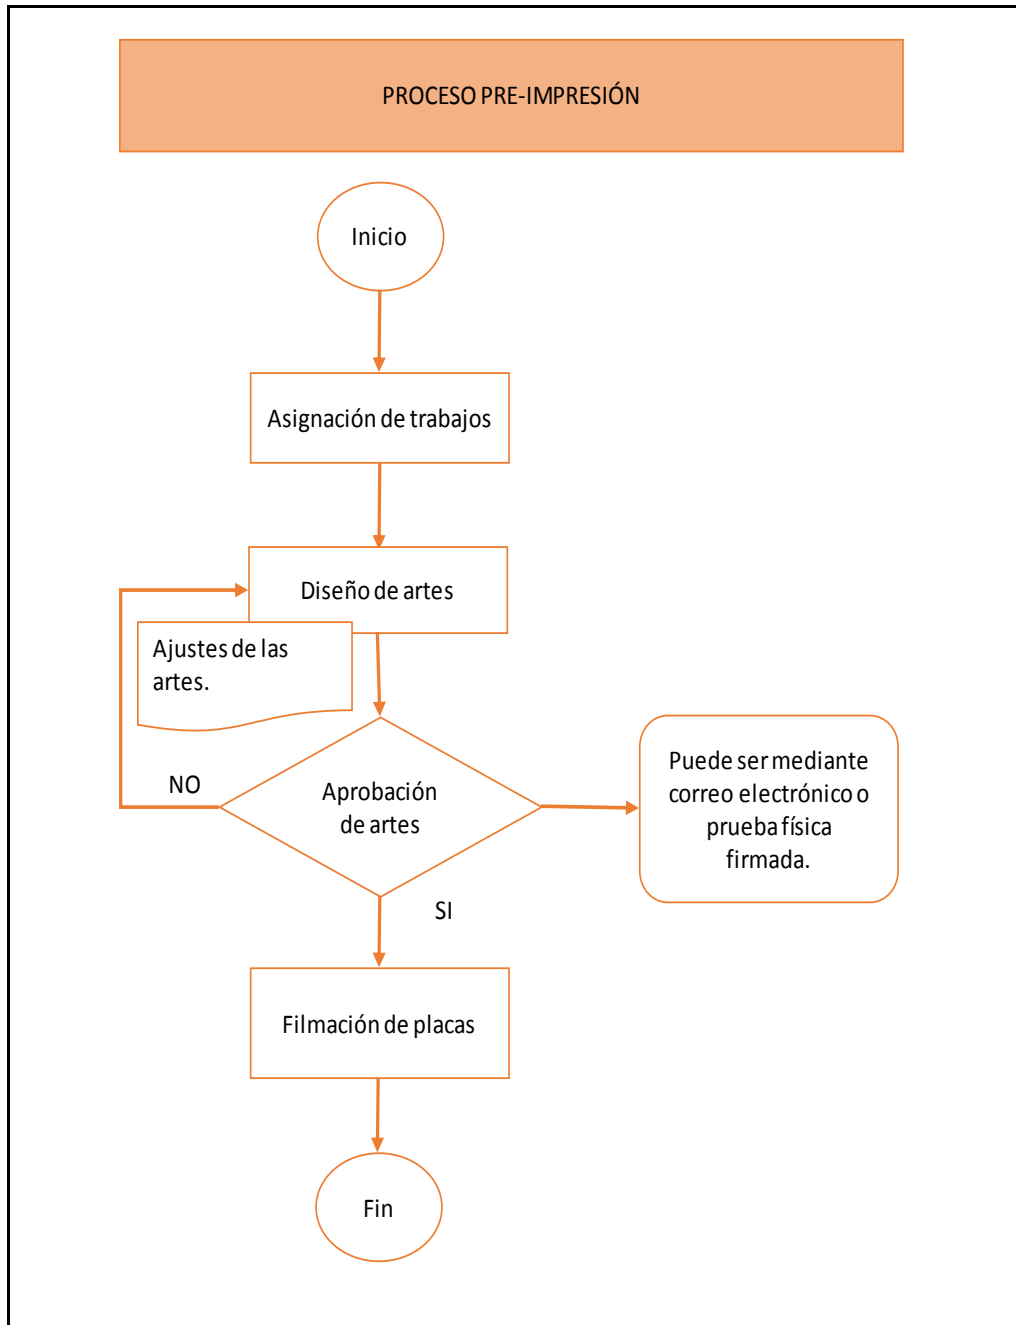 PROCESO PRE-IMPRESIÓN
Inicio
Asignación de trabajos
Diseño de artes
Ajustes de las
artes.
NO
Aprobación
de artes
Puede ser mediante
correo electrónico o
prueba física
firmada.
SI
Filmación de placas
Fin